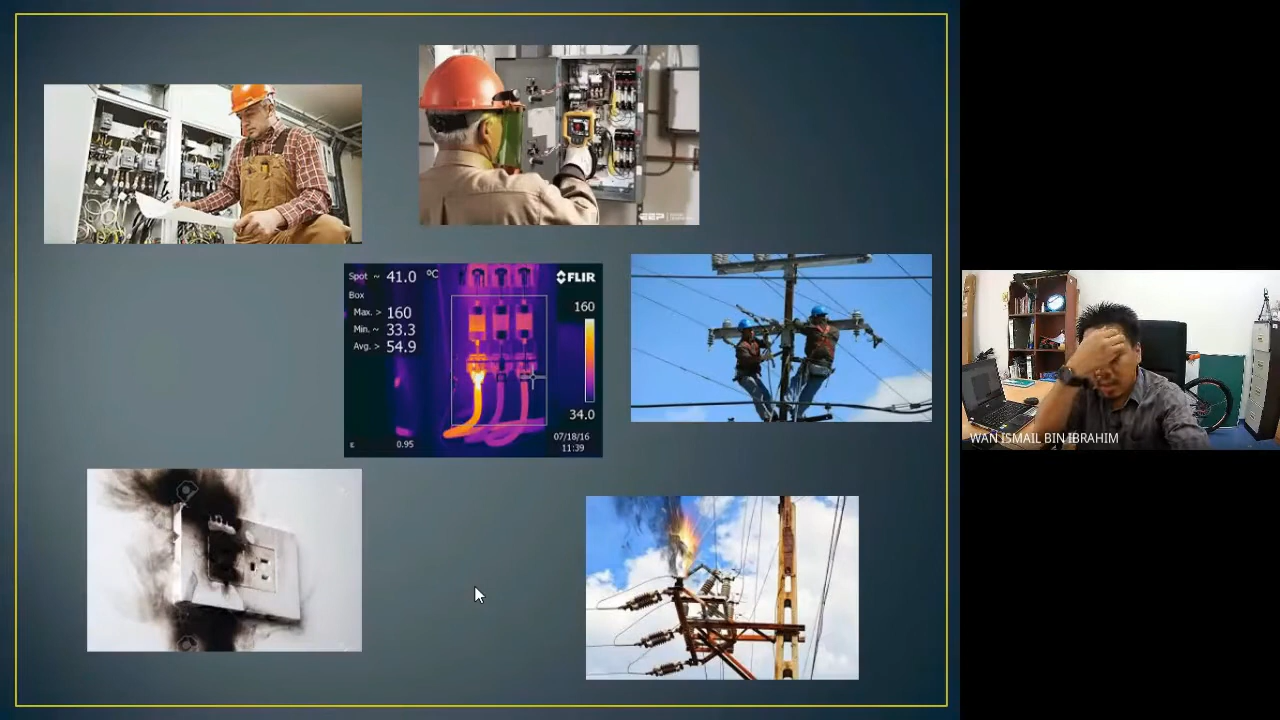 EEP
Spot ~ 41.0 °C
FLIR
Box
160
Max. > 160
Min. ~ 33.3
Avg. > 54.9
34.0
07/18/16
ε 0.95
11:39
WAN ISMAIL BIN IBRAHIM